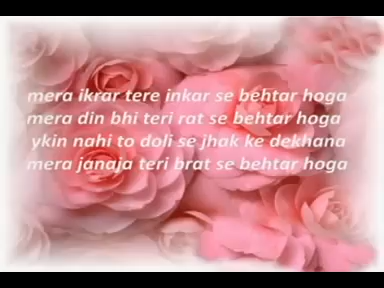 mera ikrar tere inkar se behtar hoga
mera din bhi teri rat se behtar hoga
ykin nahi to doli se jhak ke dekhana
mera janaja teri brat se behtar hoga